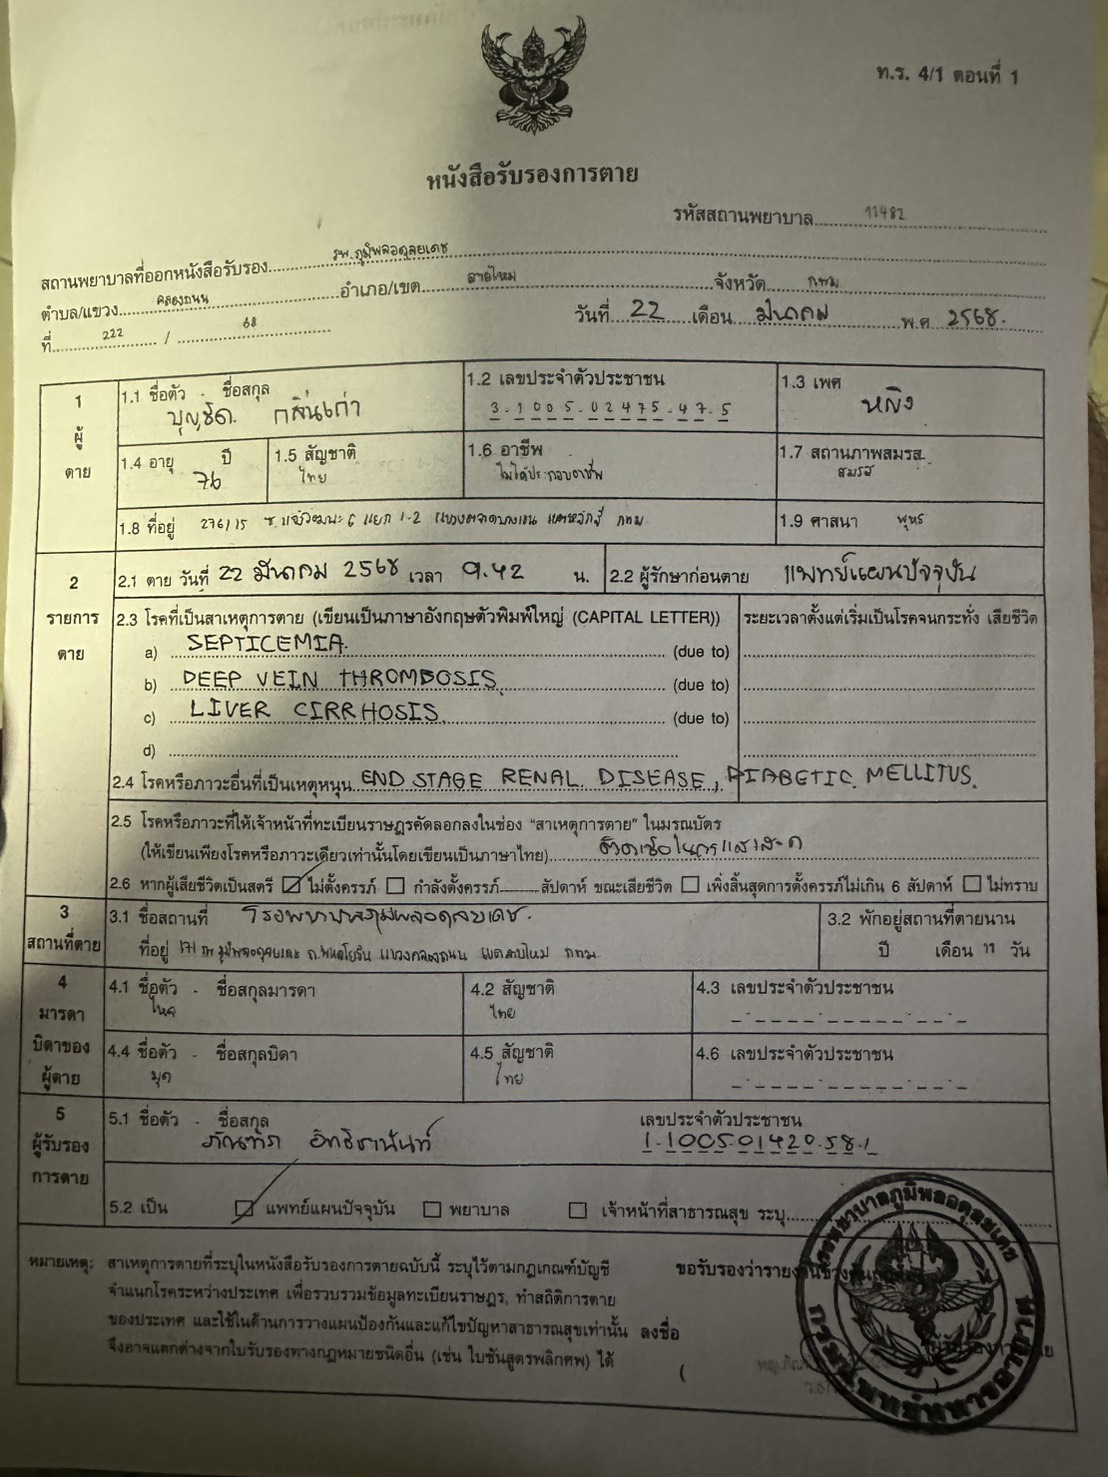 ท.ร. 4/1 ตอนที่ 1
หนังสือรับรองการตาย
รหัสสถานพยาบาล 11482
สถานพยาบาลที่ออกหนังสือรับรอง รพ.ภูมิพลอดุลยเดช
ตำบล/แขวง คลองถนน อำเภอ/เขต สายไหม จังหวัด กทม
ที่ 222 / 68 วันที่ 22 เดือน มีนาคม พ.ศ 2568.
1 ผู้ตาย
1.1 ชื่อตัว - ชื่อสกุล บุญชิด กลิ่นเก่า 1.2 เลขประจำตัวประชาชน 3-1005-02475-47-5 1.3 เพศ หญิง
1.4 อายุ 76 ปี 1.5 สัญชาติ ไทย 1.6 อาชีพ ไม่ได้ประกอบอาชีพ 1.7 สถานภาพสมรส สมรส
1.8 ที่อยู่ 276/15 ซ.แจ้งวัฒนะ 6 แยก 1-2 แขวงตลาดบางเขน เขตหลักสี่ กทม 1.9 ศาสนา พุทธ
2 รายการตาย
2.1 ตาย วันที่ 22 มีนาคม 2568 เวลา 9.42 น. 2.2 ผู้รักษาก่อนตาย แพทย์แผนปัจจุบัน
2.3 โรคที่เป็นสาเหตุการตาย (เขียนเป็นภาษาอังกฤษตัวพิมพ์ใหญ่ (CAPITAL LETTER)) ระยะเวลาตั้งแต่เริ่มเป็นโรคจนกระทั่ง เสียชีวิต
a) SEPTICEMIA. (due to)
b) DEEP VEIN THROMBOSIS (due to)
c) LIVER CIRRHOSIS (due to)
d)
2.4 โรคหรือภาวะอื่นที่เป็นเหตุหนุน END STAGE RENAL DISEASE, DIABETIC MELLITUS.
2.5 โรคหรือภาวะที่ให้เจ้าหน้าที่ทะเบียนราษฎรคัดลอกลงในช่อง "สาเหตุการตาย" ในมรณบัตร
(ให้เขียนเพียงโรคหรือภาวะเดียวเท่านั้นโดยเขียนเป็นภาษาไทย) ติดเชื้อในกระแสเลือด
2.6 หากผู้เสียชีวิตเป็นสตรี ไม่ตั้งครรภ์ กำลังตั้งครรภ์ สัปดาห์ ขณะเสียชีวิต เพิ่งสิ้นสุดการตั้งครรภ์ไม่เกิน 6 สัปดาห์ ไม่ทราบ
3 สถานที่ตาย
3.1 ชื่อสถานที่ โรงพยาบาลภูมิพลอดุลยเดช. 3.2 พักอยู่สถานที่ตายนาน
ที่อยู่ 171 รพ ภูมิพลอดุลยเดช ถ.พหลโยธิน แขวงคลองถนน เขตสายไหม กทม. ปี เดือน 11 วัน
4 มารดา บิดาของ ผู้ตาย
4.1 ชื่อตัว - ชื่อสกุลมารดา 4.2 สัญชาติ ไทย 4.3 เลขประจำตัวประชาชน
4.4 ชื่อตัว - ชื่อสกุลบิดา 4.5 สัญชาติ ไทย 4.6 เลขประจำตัวประชาชน
5 ผู้รับรอง การตาย
5.1 ชื่อตัว - ชื่อสกุล เลขประจำตัวประชาชน 1-1005-01420-58-1
5.2 เป็น แพทย์แผนปัจจุบัน พยาบาล เจ้าหน้าที่สาธารณสุข ระบุ
หมายเหตุ: สาเหตุการตายที่ระบุในหนังสือรับรองการตายฉบับนี้ ระบุไว้ตามกฎเกณฑ์บัญชี ขอรับรองว่ารายงานข้างต้น
จำแนกโรคระหว่างประเทศ เพื่อรวบรวมข้อมูลทะเบียนราษฎร, ทำสถิติการตาย
ของประเทศ และใช้ในด้านการวางแผนป้องกันและแก้ไขปัญหาสาธารณสุขเท่านั้น ลงชื่อ
จึงอาจแตกต่างจากใบรับรองทางกฎหมายชนิดอื่น (เช่น ใบชันสูตรพลิกศพ) ได้ (
โรงพยาบาลภูมิพลอดุลยเดช
กรมแพทย์ทหารอากาศ